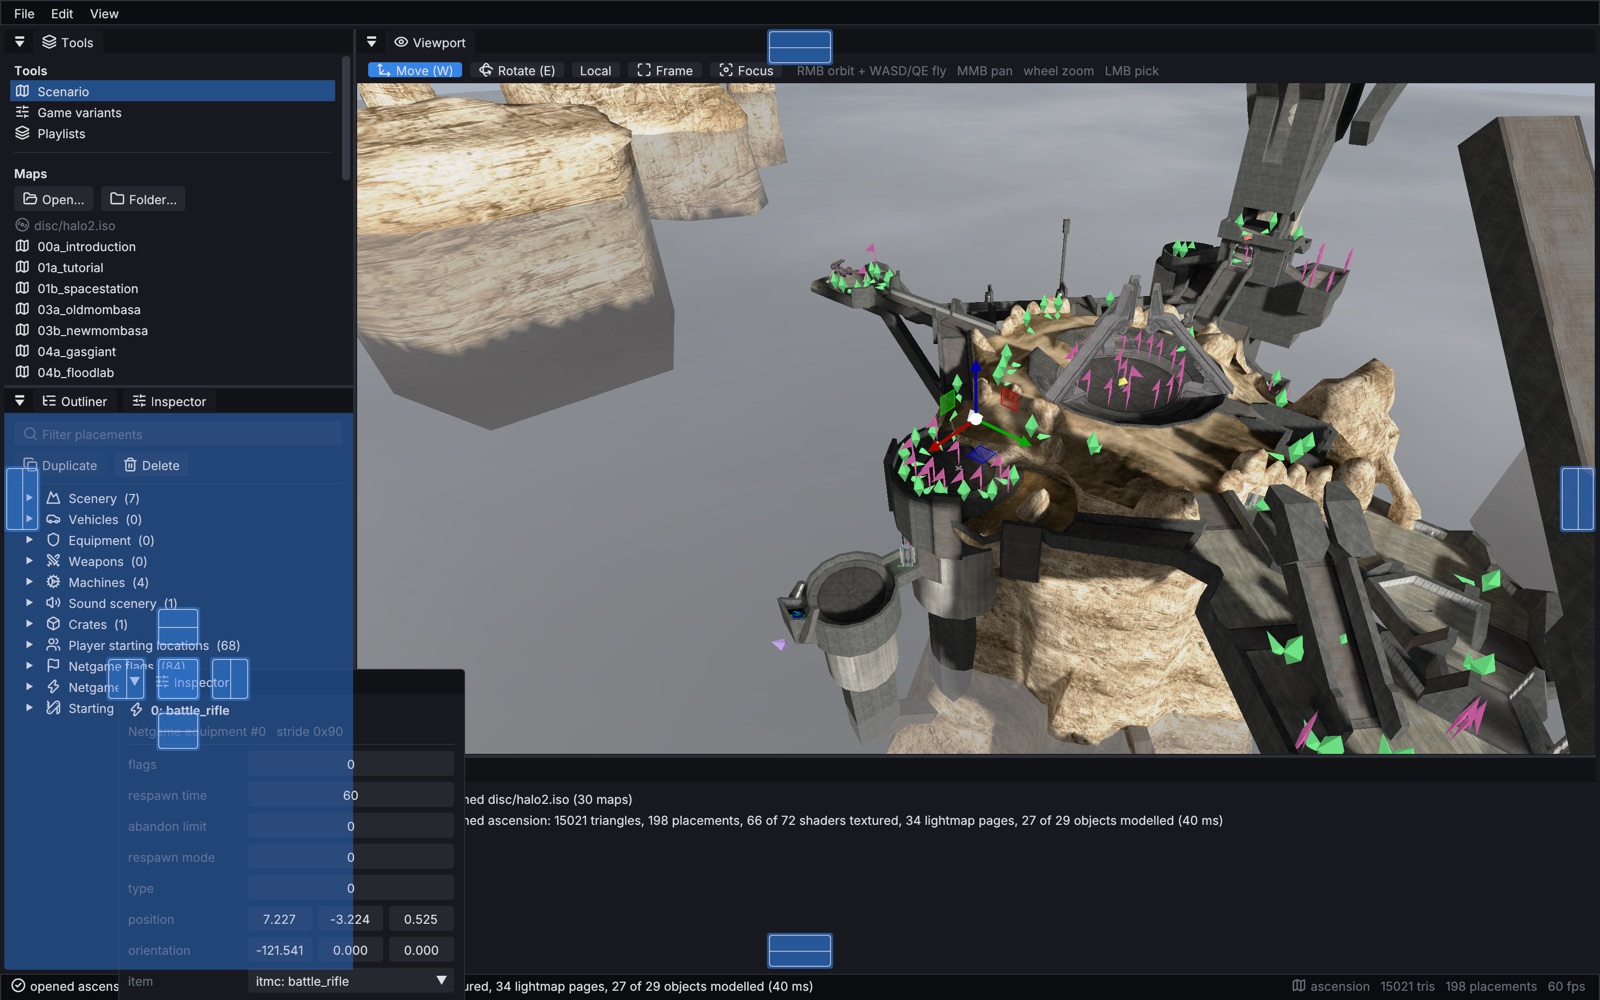 File Edit View
Tools
Viewport
Tools
Scenario
Game variants
Playlists
Maps
Open... Folder...
disc/halo2.iso
00a_introduction
01a_tutorial
01b_spacestation
03a_oldmombasa
03b_newmombasa
04a_gasgiant
04b_floodlab
Move (W) Rotate (E) Local Frame Focus RMB orbit + WASD/QE fly MMB pan wheel zoom LMB pick
Outliner Inspector
Filter placements
Duplicate Delete
Scenery (7)
Vehicles (0)
Equipment (0)
Weapons (0)
Machines (4)
Sound scenery (1)
Crates (1)
Player starting locations (68)
Netgame flags (84)
Netgame
Starting
Inspector
0: battle_rifle
Netgame equipment #0 stride 0x90
flags 0
respawn time 60
abandon limit 0
respawn mode 0
type 0
position 7.227 -3.224 0.525
orientation -121.541 0.000 0.000
item itmc: battle_rifle
ned disc/halo2.iso (30 maps)
ned ascension: 15021 triangles, 198 placements, 66 of 72 shaders textured, 34 lightmap pages, 27 of 29 objects modelled (40 ms)
opened ascens
ured, 34 lightmap pages, 27 of 29 objects modelled (40 ms)
ascension 15021 tris 198 placements 60 fps